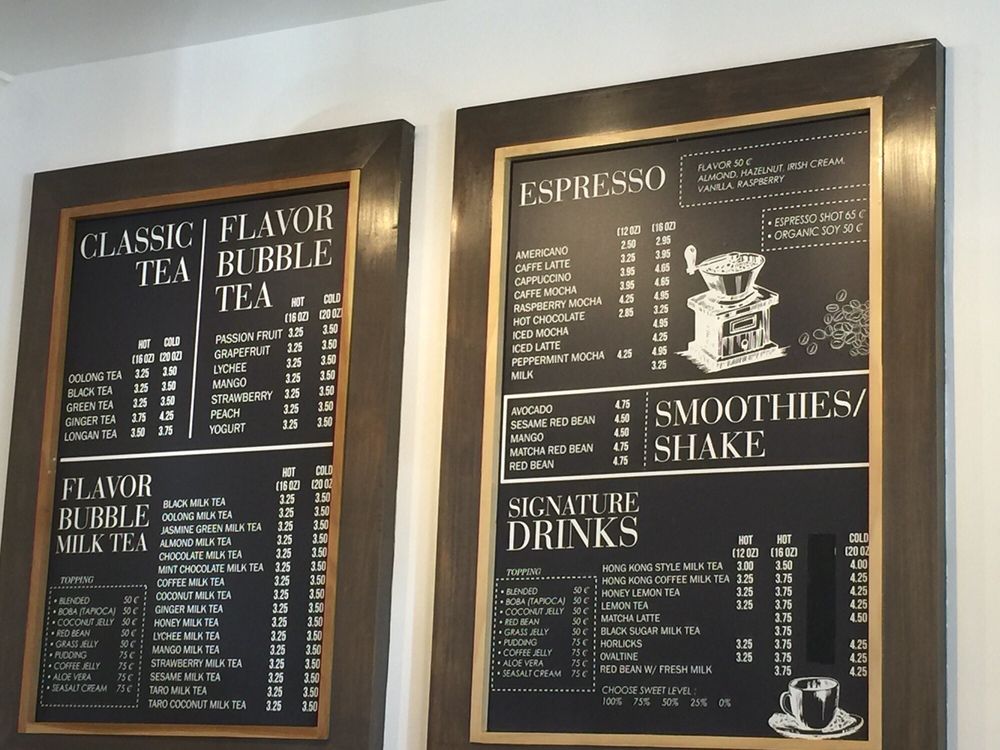 CLASSIC
TEA
HOT COLD
(16 OZ) (20 OZ)
OOLONG TEA 3.25 3.50
BLACK TEA 3.25 3.50
GREEN TEA 3.25 3.50
GINGER TEA 3.75 4.25
LONGAN TEA 3.50 3.75
FLAVOR
BUBBLE
TEA
HOT COLD
(16 OZ) (20 OZ
PASSION FRUIT 3.25 3.50
GRAPEFRUIT 3.25 3.50
LYCHEE 3.25 3.50
MANGO 3.25 3.50
STRAWBERRY 3.25 3.50
PEACH 3.25 3.50
YOGURT 3.25 3.50
FLAVOR
BUBBLE
MILK TEA
HOT COLD
(16 OZ) (20 OZ
BLACK MILK TEA 3.25 3.50
OOLONG MILK TEA 3.25 3.50
JASMINE GREEN MILK TEA 3.25 3.50
ALMOND MILK TEA 3.25 3.50
CHOCOLATE MILK TEA 3.25 3.50
MINT CHOCOLATE MILK TEA 3.25 3.50
COFFEE MILK TEA 3.25 3.50
COCONUT MILK TEA 3.25 3.50
GINGER MILK TEA 3.25 3.50
HONEY MILK TEA 3.25 3.50
LYCHEE MILK TEA 3.25 3.50
MANGO MILK TEA 3.25 3.50
STRAWBERRY MILK TEA 3.25 3.50
SESAME MILK TEA 3.25 3.50
TARO MILK TEA 3.25 3.50
TARO COCONUT MILK TEA 3.25 3.50
TOPPING
• BLENDED 50 ¢
• BOBA (TAPIOCA) 50 ¢
• COCONUT JELLY 50 ¢
• RED BEAN 50 ¢
• GRASS JELLY 50 ¢
• PUDDING 75 ¢
• COFFEE JELLY 75 ¢
• ALOE VERA 75 ¢
• SEASALT CREAM 75 ¢
ESPRESSO
FLAVOR 50 ¢
ALMOND, HAZELNUT, IRISH CREAM,
VANILLA, RASPBERRY
• ESPRESSO SHOT 65 ¢
• ORGANIC SOY 50 ¢
(12 OZ) (16 OZ)
AMERICANO 2.50 2.95
CAFFE LATTE 3.25 3.95
CAPPUCCINO 3.95 4.65
CAFFE MOCHA 3.95 4.65
RASPBERRY MOCHA 4.25 4.95
HOT CHOCOLATE 2.85 3.25
ICED MOCHA 4.95
ICED LATTE 4.25
PEPPERMINT MOCHA 4.25 4.95
MILK 3.25
AVOCADO 4.75
SESAME RED BEAN 4.50
MANGO 4.50
MATCHA RED BEAN 4.75
RED BEAN 4.75
SMOOTHIES/
SHAKE
SIGNATURE
DRINKS
HOT HOT COLD
(12 OZ) (16 OZ) (20 OZ
HONG KONG STYLE MILK TEA 3.00 3.50 4.00
HONG KONG COFFEE MILK TEA 3.25 3.75 4.25
HONEY LEMON TEA 3.25 3.75 4.25
LEMON TEA 3.25 3.75 4.25
MATCHA LATTE 3.75 4.50
BLACK SUGAR MILK TEA 3.75
HORLICKS 3.25 3.75 4.25
OVALTINE 3.25 3.75 4.25
RED BEAN W/ FRESH MILK 3.75 4.25
TOPPING
• BLENDED 50 ¢
• BOBA (TAPIOCA) 50 ¢
• COCONUT JELLY 50 ¢
• RED BEAN 50 ¢
• GRASS JELLY 50 ¢
• PUDDING 75 ¢
• COFFEE JELLY 75 ¢
• ALOE VERA 75 ¢
• SEASALT CREAM 75 ¢
CHOOSE SWEET LEVEL :
100% 75% 50% 25% 0%